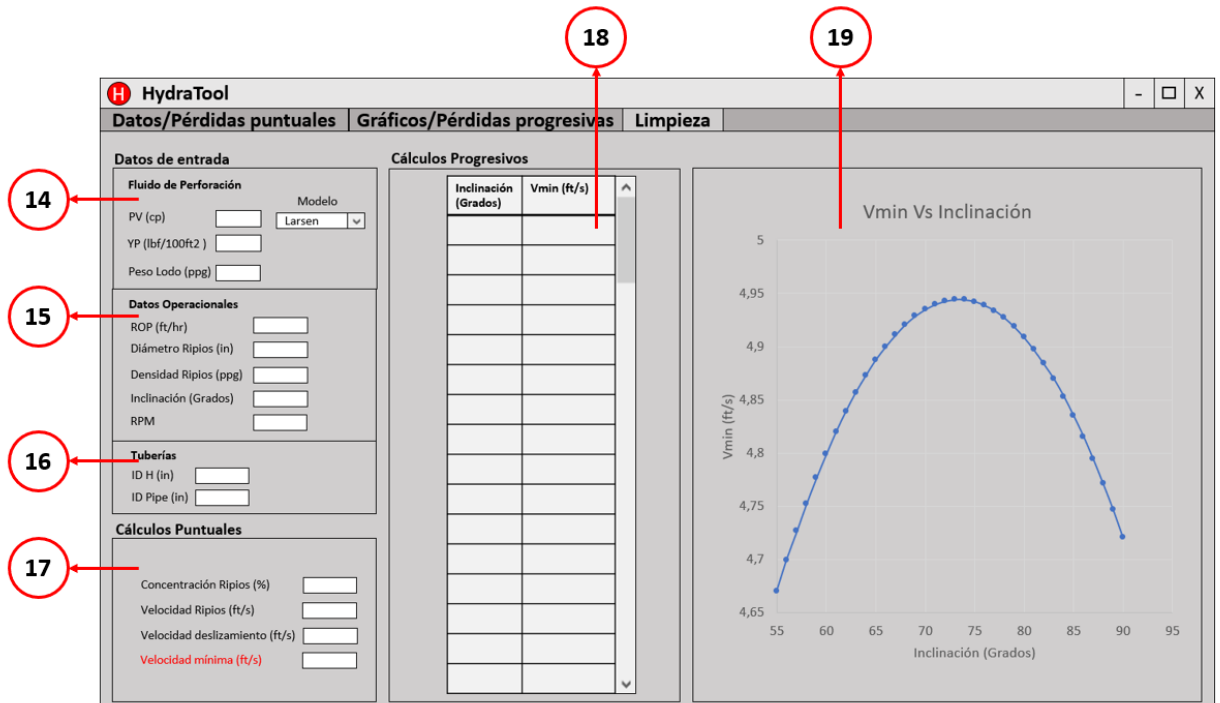 18
19
H HydraTool - X
Datos/Pérdidas puntuales Gráficos/Pérdidas progresivas Limpieza
Datos de entrada
14
Fluido de Perforación
Modelo
PV (cp)
Larsen
YP (lbf/100ft2 )
Peso Lodo (ppg)
15
Datos Operacionales
ROP (ft/hr)
Diámetro Ripios (in)
Densidad Ripios (ppg)
Inclinación (Grados)
RPM
16
Tuberías
ID H (in)
ID Pipe (in)
Cálculos Puntuales
17
Concentración Ripios (%)
Velocidad Ripios (ft/s)
Velocidad deslizamiento (ft/s)
Velocidad mínima (ft/s)
Cálculos Progresivos
Inclinación
(Grados)
Vmin (ft/s)
Vmin Vs Inclinación
Vmin (ft/s)
5
4,95
4,9
4,85
4,8
4,75
4,7
4,65
55 60 65 70 75 80 85 90 95
Inclinación (Grados)